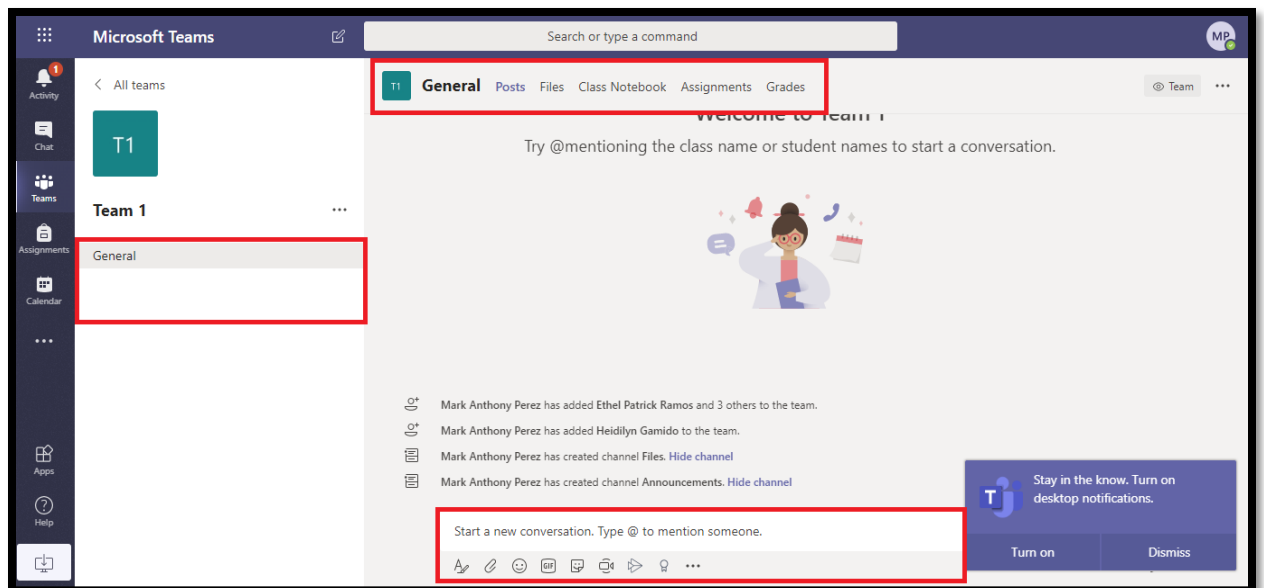 Microsoft Teams
Search or type a command
MP
1
Activity
Chat
Teams
Assignments
Calendar
Apps
Help
All teams
T1
Team 1
General
T1 General Posts Files Class Notebook Assignments Grades
Team
Welcome to Team 1
Try @mentioning the class name or student names to start a conversation.
Mark Anthony Perez has added Ethel Patrick Ramos and 3 others to the team.
Mark Anthony Perez has added Heidilyn Gamido to the team.
Mark Anthony Perez has created channel Files. Hide channel
Mark Anthony Perez has created channel Announcements. Hide channel
Start a new conversation. Type @ to mention someone.
GIF
T
Stay in the know. Turn on
desktop notifications.
Turn on Dismiss